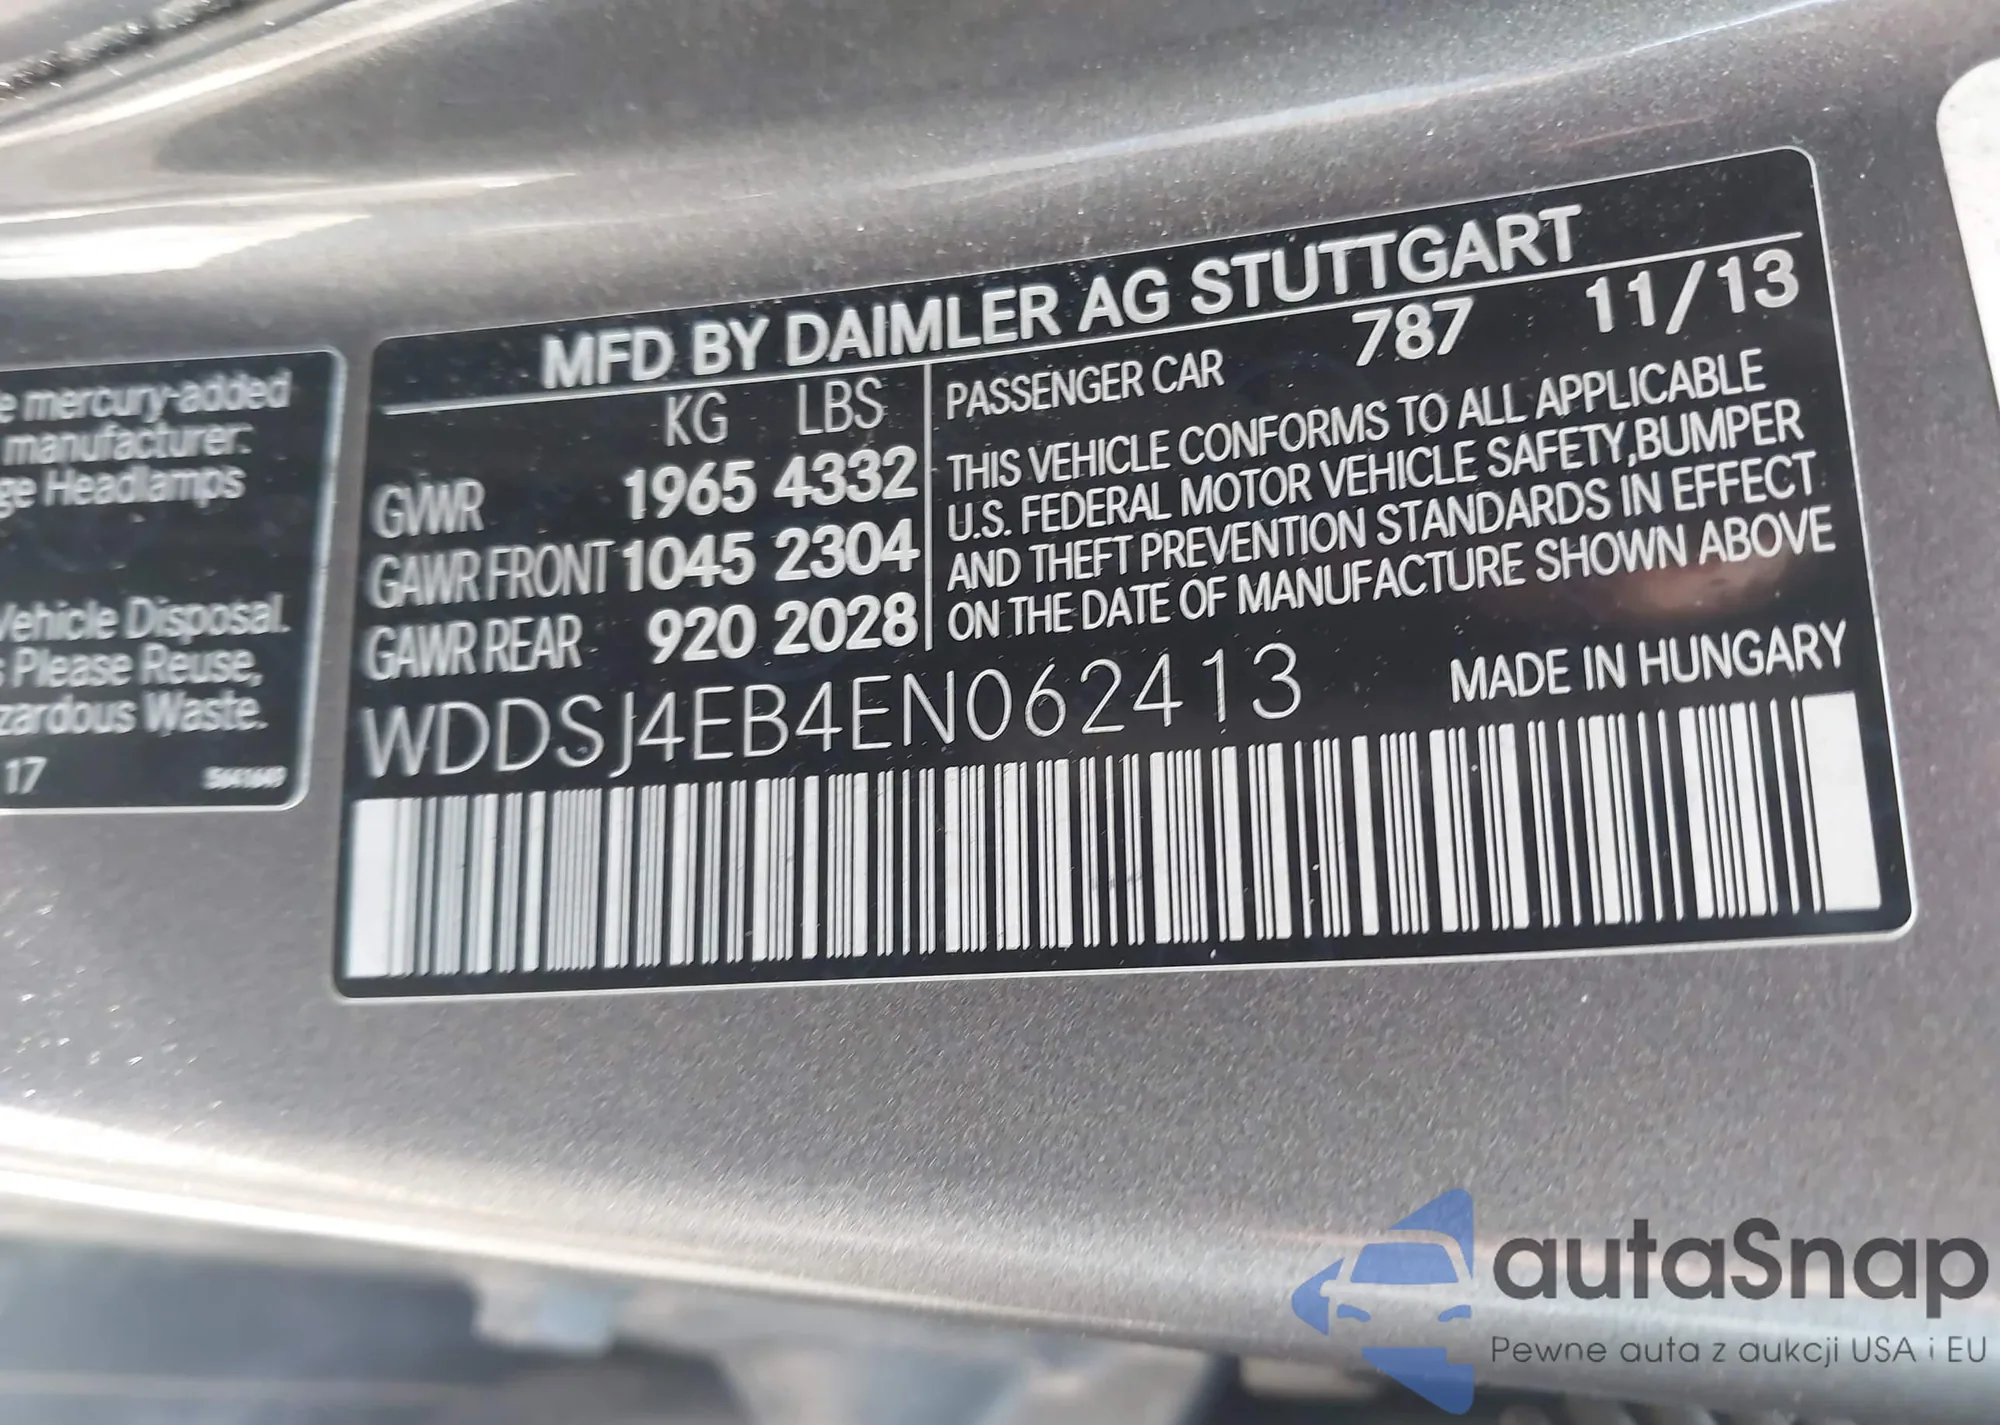 e mercury-added
manufacturer:
ge Headlamps
Vehicle Disposal.
Please Reuse,
zardous Waste.
17
MFD BY DAIMLER AG STUTTGART
KG LBS
GVWR 1965 4332
GAWR FRONT 1045 2304
GAWR REAR 920 2028
PASSENGER CAR 787 11/13
THIS VEHICLE CONFORMS TO ALL APPLICABLE
U.S. FEDERAL MOTOR VEHICLE SAFETY,BUMPER
AND THEFT PREVENTION STANDARDS IN EFFECT
ON THE DATE OF MANUFACTURE SHOWN ABOVE
WDDSJ4EB4EN062413
MADE IN HUNGARY
autaSnap
Pewne auta z aukcji USA i EU